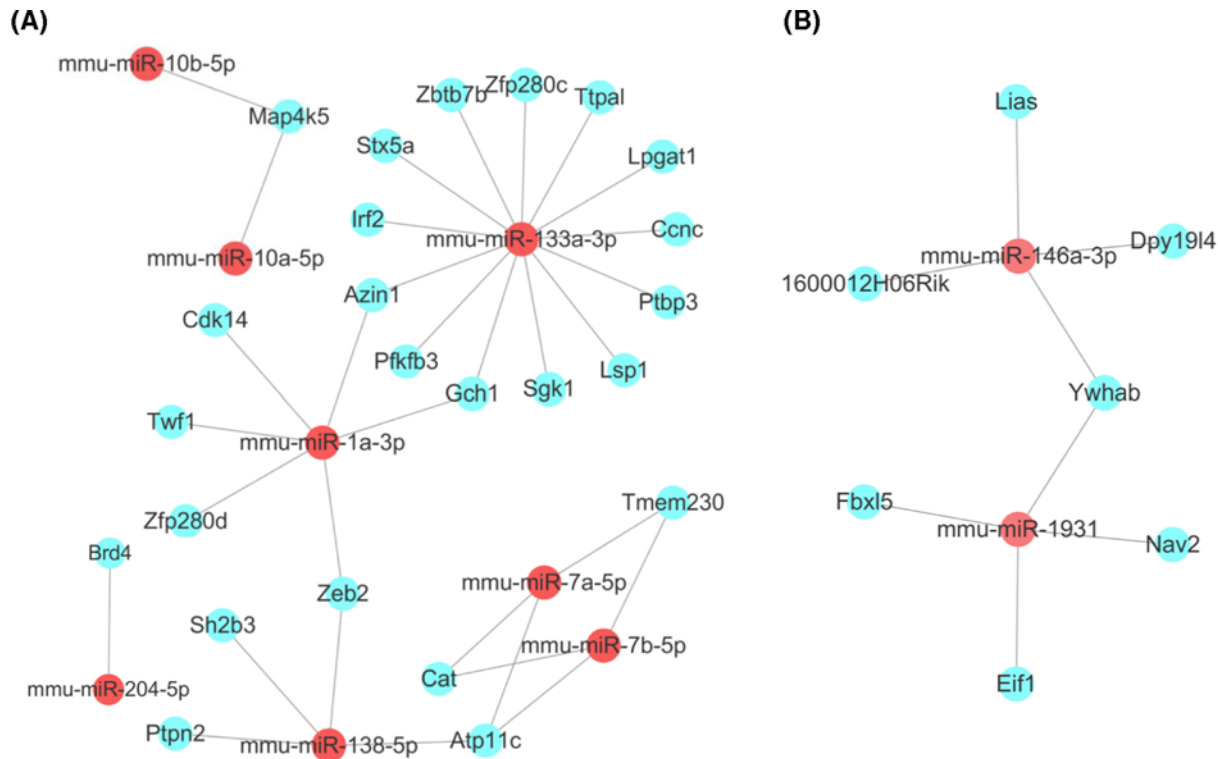 (A)
mmu-miR-10b-5p
Map4k5
mmu-miR-10a-5p
Zbtb7b
Zfp280c
Ttpal
Stx5a
Lpgat1
Irf2
Ccnc
mmu-miR-133a-3p
Azin1
Ptbp3
Cdk14
Pfkfb3
Gch1
Sgk1
Lsp1
Twf1
mmu-miR-1a-3p
Zfp280d
Tmem230
Brd4
mmu-miR-7a-5p
Zeb2
Sh2b3
mmu-miR-7b-5p
Cat
mmu-miR-204-5p
Ptpn2
mmu-miR-138-5p
Atp11c
(B)
Lias
Dpy19l4
mmu-miR-146a-3p
1600012H06Rik
Ywhab
Fbxl5
mmu-miR-1931
Nav2
Eif1